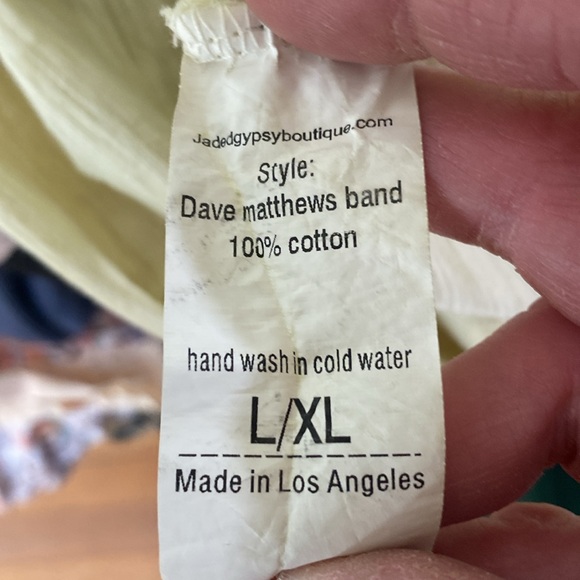 Jadedgypsyboutique.com
Style:
Dave matthews band
100% cotton
hand wash in cold water
L/XL
Made in Los Angeles